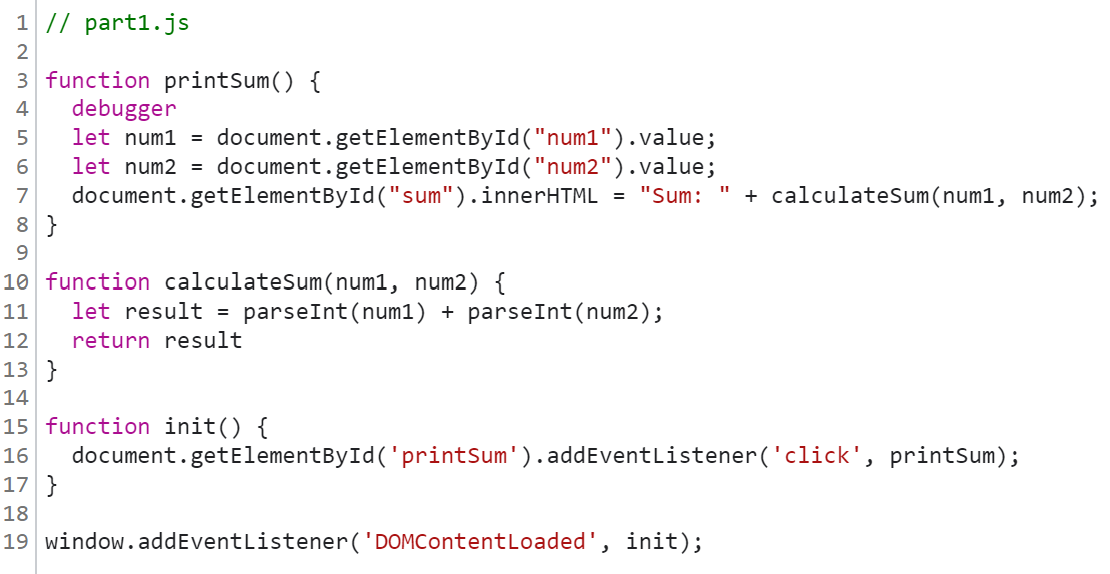 1 // part1.js
2
3 function printSum() {
4   debugger
5   let num1 = document.getElementById("num1").value;
6   let num2 = document.getElementById("num2").value;
7   document.getElementById("sum").innerHTML = "Sum: " + calculateSum(num1, num2);
8 }
9
10 function calculateSum(num1, num2) {
11   let result = parseInt(num1) + parseInt(num2);
12   return result
13 }
14
15 function init() {
16   document.getElementById('printSum').addEventListener('click', printSum);
17 }
18
19 window.addEventListener('DOMContentLoaded', init);